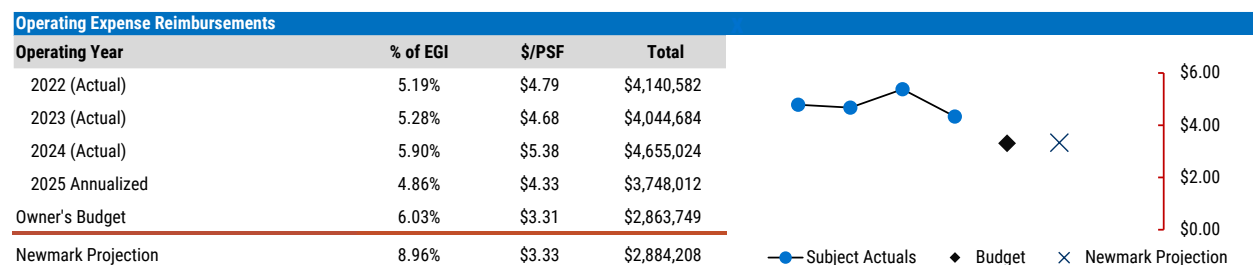 Operating Expense Reimbursements
Operating Year % of EGI $/PSF Total
2022 (Actual) 5.19% $4.79 $4,140,582
2023 (Actual) 5.28% $4.68 $4,044,684
2024 (Actual) 5.90% $5.38 $4,655,024
2025 Annualized 4.86% $4.33 $3,748,012
Owner's Budget 6.03% $3.31 $2,863,749
Newmark Projection 8.96% $3.33 $2,884,208
$6.00
$4.00
$2.00
$0.00
Subject Actuals Budget Newmark Projection